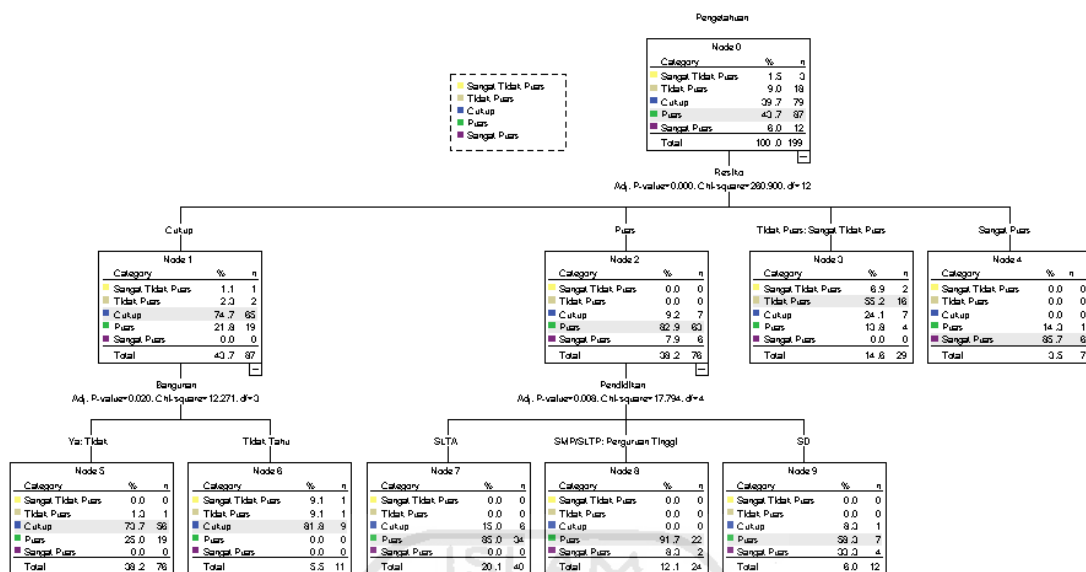 Pengetahuan
Node 0
Category % n
Sangat Tidak Puas 1.5 3
Tidak Puas 9.0 18
Cukup 39.7 79
Puas 43.7 87
Sangat Puas 6.0 12
Total 100.0 199
Sangat Tidak Puas
Tidak Puas
Cukup
Puas
Sangat Puas
Resiko
Adj. P-value=0.000, Chi-square=260.900, df=12
Cukup
Puas
Tidak Puas; Sangat Tidak Puas
Sangat Puas
Node 1
Category % n
Sangat Tidak Puas 1.1 1
Tidak Puas 2.3 2
Cukup 74.7 65
Puas 21.8 19
Sangat Puas 0.0 0
Total 43.7 87
Node 2
Category % n
Sangat Tidak Puas 0.0 0
Tidak Puas 0.0 0
Cukup 9.2 7
Puas 82.9 63
Sangat Puas 7.9 6
Total 38.2 76
Node 3
Category % n
Sangat Tidak Puas 6.9 2
Tidak Puas 55.2 16
Cukup 24.1 7
Puas 13.8 4
Sangat Puas 0.0 0
Total 14.6 29
Node 4
Category % n
Sangat Tidak Puas 0.0 0
Tidak Puas 0.0 0
Cukup 0.0 0
Puas 14.3 1
Sangat Puas 85.7 6
Total 3.5 7
Bangunan
Adj. P-value=0.020, Chi-square=12.271, df=3
Pendidikan
Adj. P-value=0.008, Chi-square=17.794, df=4
Ya; Tidak
Tidak Tahu
SLTA
SMP/SLTP; Perguruan Tinggi
SD
Node 5
Category % n
Sangat Tidak Puas 0.0 0
Tidak Puas 1.3 1
Cukup 73.7 56
Puas 25.0 19
Sangat Puas 0.0 0
Total 38.2 76
Node 6
Category % n
Sangat Tidak Puas 9.1 1
Tidak Puas 9.1 1
Cukup 81.8 9
Puas 0.0 0
Sangat Puas 0.0 0
Total 5.5 11
Node 7
Category % n
Sangat Tidak Puas 0.0 0
Tidak Puas 0.0 0
Cukup 15.0 6
Puas 85.0 34
Sangat Puas 0.0 0
Total 20.1 40
Node 8
Category % n
Sangat Tidak Puas 0.0 0
Tidak Puas 0.0 0
Cukup 0.0 0
Puas 91.7 22
Sangat Puas 8.3 2
Total 12.1 24
Node 9
Category % n
Sangat Tidak Puas 0.0 0
Tidak Puas 0.0 0
Cukup 8.3 1
Puas 58.3 7
Sangat Puas 33.3 4
Total 6.0 12
ISLAM